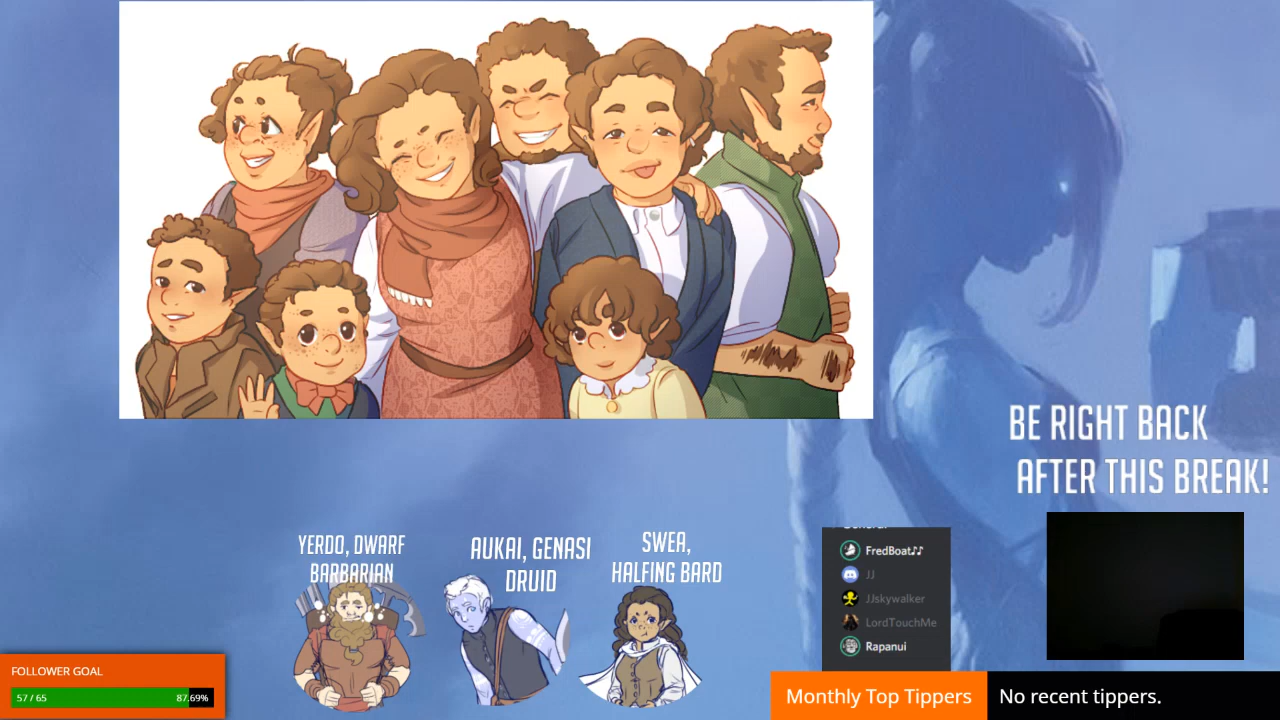 BE RIGHT BACK
AFTER THIS BREAK!
YERDO, DWARF
BARBARIAN
AUKAI, GENASI
DRUID
SWEA,
HALFING BARD
FredBoat♪♪
JJ
JJskywalker
LordTouchMe
Rapanui
FOLLOWER GOAL
57 / 65
87.69%
Monthly Top Tippers
No recent tippers.